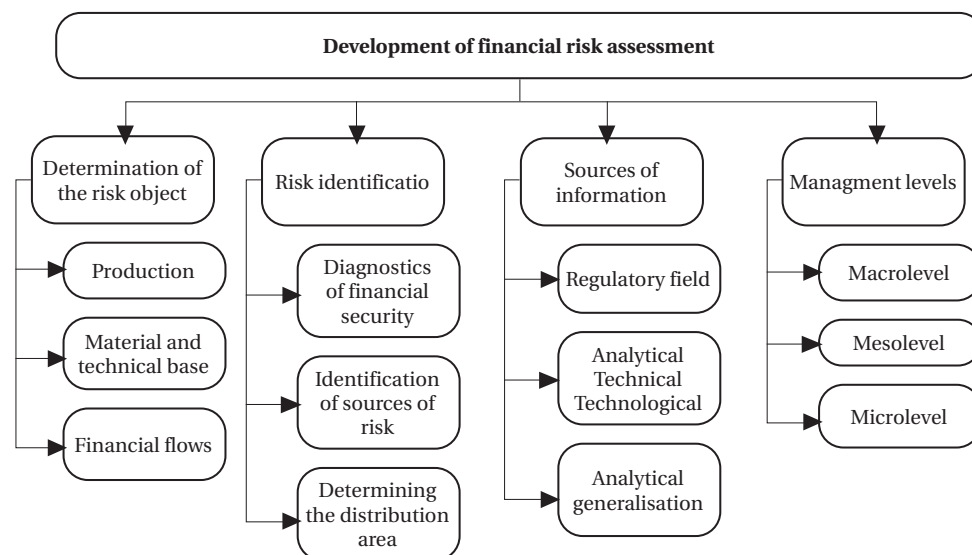 Development of financial risk assessment
Determination of
the risk object
Production
Material and
technical base
Financial flows
Risk identificatio
Diagnostics
of financial
security
Identification
of sources of
risk
Determining
the distribution
area
Sources of
information
Regulatory field
Analytical
Technical
Technological
Analytical
generalisation
Managment levels
Macrolevel
Mesolevel
Microlevel